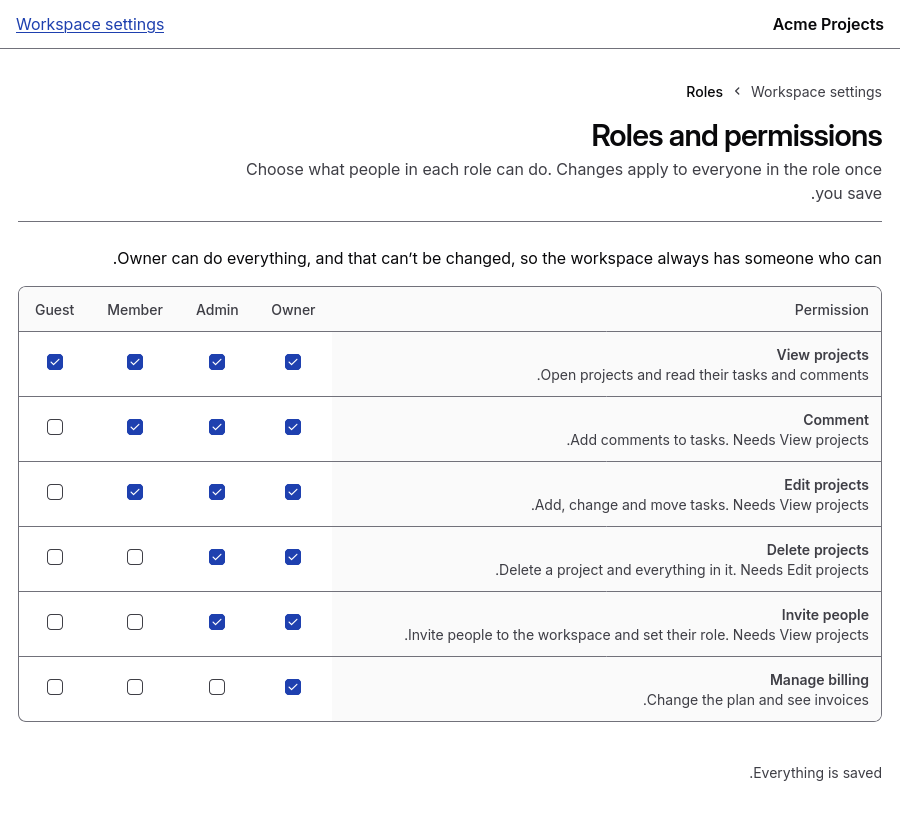 Acme Projects
Workspace settings
Workspace settings ‹ Roles
Roles and permissions
Choose what people in each role can do. Changes apply to everyone in the role once
.you save
.Owner can do everything, and that can’t be changed, so the workspace always has someone who can
Permission Owner Admin Member Guest
View projects
.Open projects and read their tasks and comments
Comment
.Add comments to tasks. Needs View projects
Edit projects
.Add, change and move tasks. Needs View projects
Delete projects
.Delete a project and everything in it. Needs Edit projects
Invite people
.Invite people to the workspace and set their role. Needs View projects
Manage billing
.Change the plan and see invoices
.Everything is saved